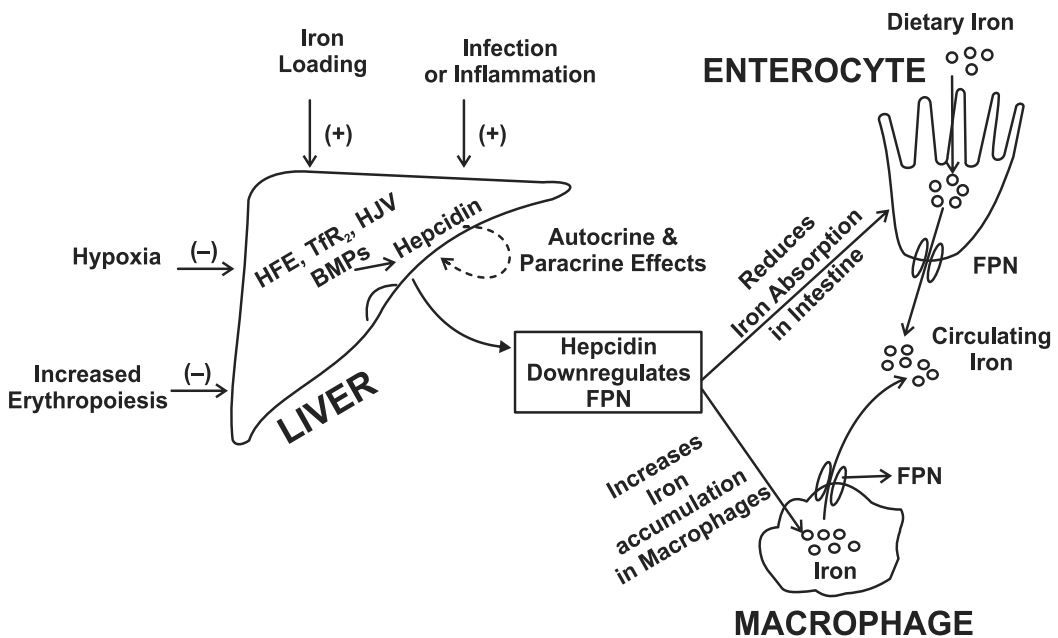 Iron
Loading
(+)
Infection
or Inflammation
(+)
Hypoxia
(–)
Increased
Erythropoiesis
(–)
HFE, TfR₂, HJV
BMPs
Hepcidin
LIVER
Autocrine &
Paracrine Effects
Hepcidin
Downregulates
FPN
Reduces
Iron Absorption
in Intestine
Increases
Iron
accumulation
in Macrophages
Dietary Iron
ENTEROCYTE
FPN
Circulating
Iron
FPN
Iron
MACROPHAGE